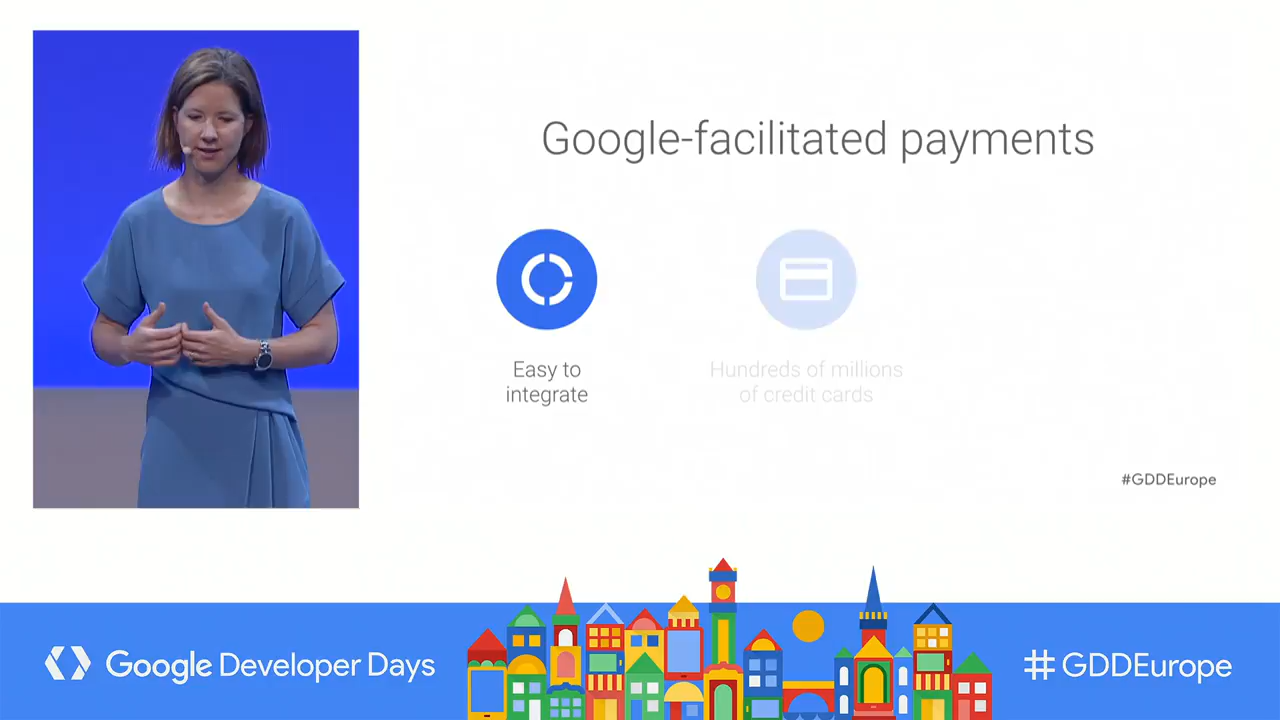 Google-facilitated payments
Easy to
integrate
Hundreds of millions
of credit cards
#GDDEurope
Google Developer Days
#GDDEurope